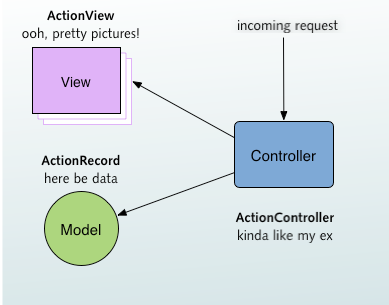 ActionView
ooh, pretty pictures!
incoming request
View
Controller
ActionRecord
here be data
Model
ActionController
kinda like my ex